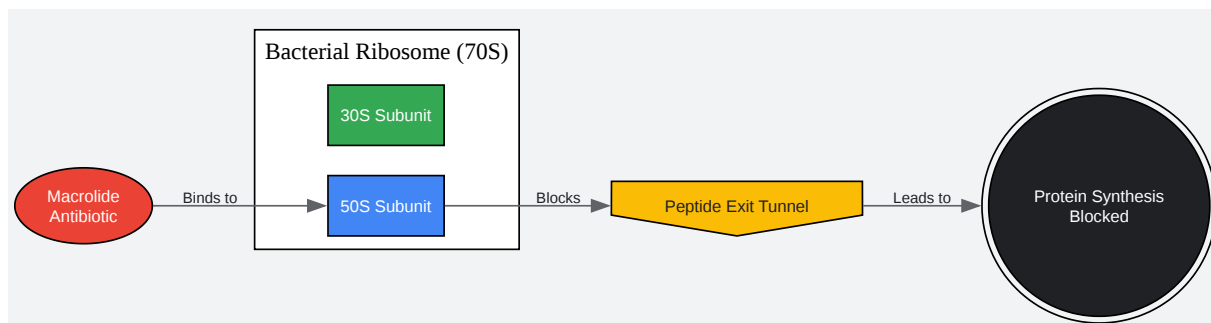 Bacterial Ribosome (70S)
30S Subunit
Macrolide
Antibiotic
Binds to
50S Subunit
Blocks
Peptide Exit Tunnel
Leads to
Protein Synthesis
Blocked